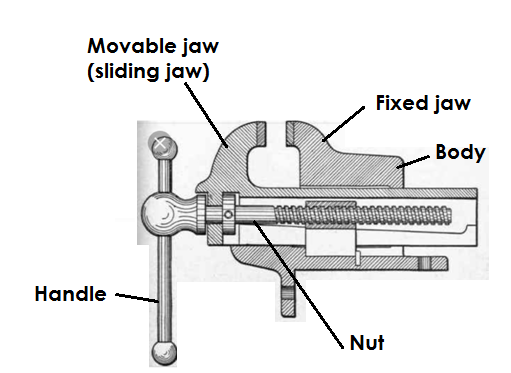 Movable jaw
(sliding jaw)
Fixed jaw
Body
Handle
Nut